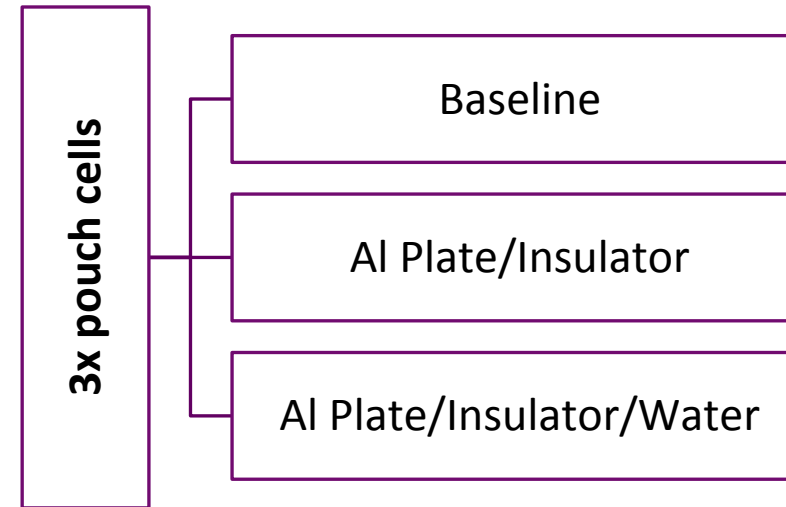 3x pouch cells
Baseline
Al Plate/Insulator
Al Plate/Insulator/Water